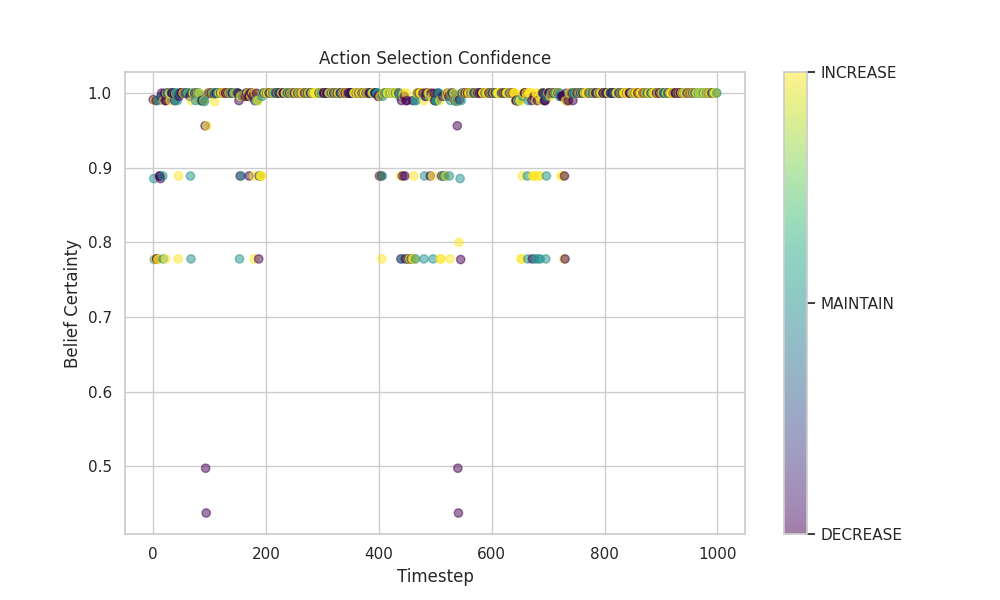 Action Selection Confidence
INCREASE
MAINTAIN
DECREASE
Belief Certainty
1.0
0.9
0.8
0.7
0.6
0.5
0
200
400
600
800
1000
Timestep